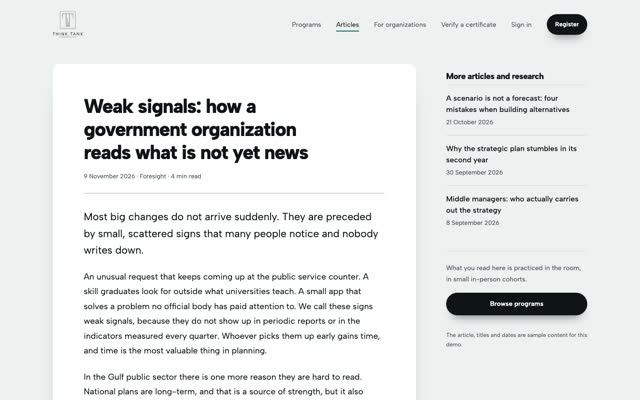 THINK TANK
Programs
Articles
For organizations
Verify a certificate
Sign in
Register
Weak signals: how a
government organization
reads what is not yet news
9 November 2026 · Foresight · 4 min read
Most big changes do not arrive suddenly. They are preceded
by small, scattered signs that many people notice and nobody
writes down.
An unusual request that keeps coming up at the public service counter. A
skill graduates look for outside what universities teach. A small app that
solves a problem no official body has paid attention to. We call these signs
weak signals, because they do not show up in periodic reports or in the
indicators measured every quarter. Whoever picks them up early gains time,
and time is the most valuable thing in planning.
In the Gulf public sector there is one more reason they are hard to read.
National plans are long-term, and that is a source of strength, but it also
More articles and research
A scenario is not a forecast: four
mistakes when building alternatives
21 October 2026
Why the strategic plan stumbles in its
second year
30 September 2026
Middle managers: who actually carries
out the strategy
8 September 2026
What you read here is practiced in the room,
in small in-person cohorts.
Browse programs
The article, titles and dates are sample content for this
demo.